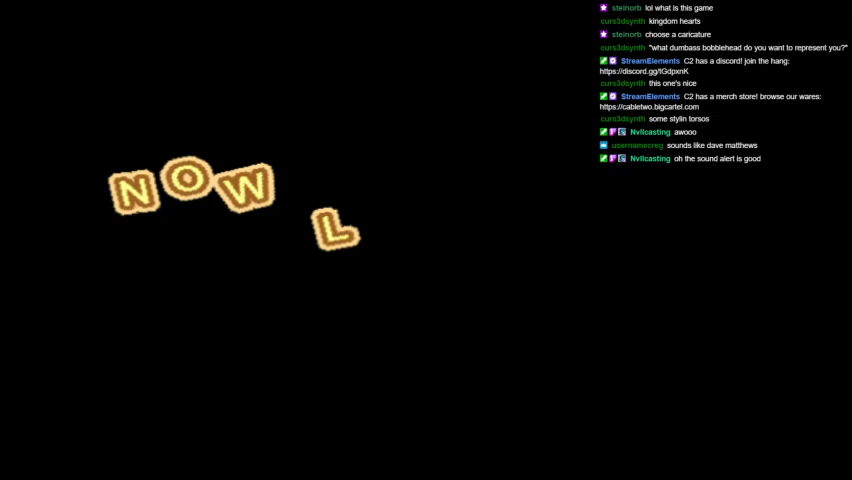 NOW L
steinorb lol what is this game
curs3dsynth kingdom hearts
steinorb choose a caricature
curs3dsynth "what dumbass bobblehead do you want to represent you?"
StreamElements C2 has a discord! join the hang:
https://discord.gg/tGdpxnK
curs3dsynth this one's nice
StreamElements C2 has a merch store! browse our wares:
https://cabletwo.bigcartel.com
curs3dsynth some stylin torsos
Nvllcasting awooo
usernamecreg sounds like dave matthews
Nvllcasting oh the sound alert is good